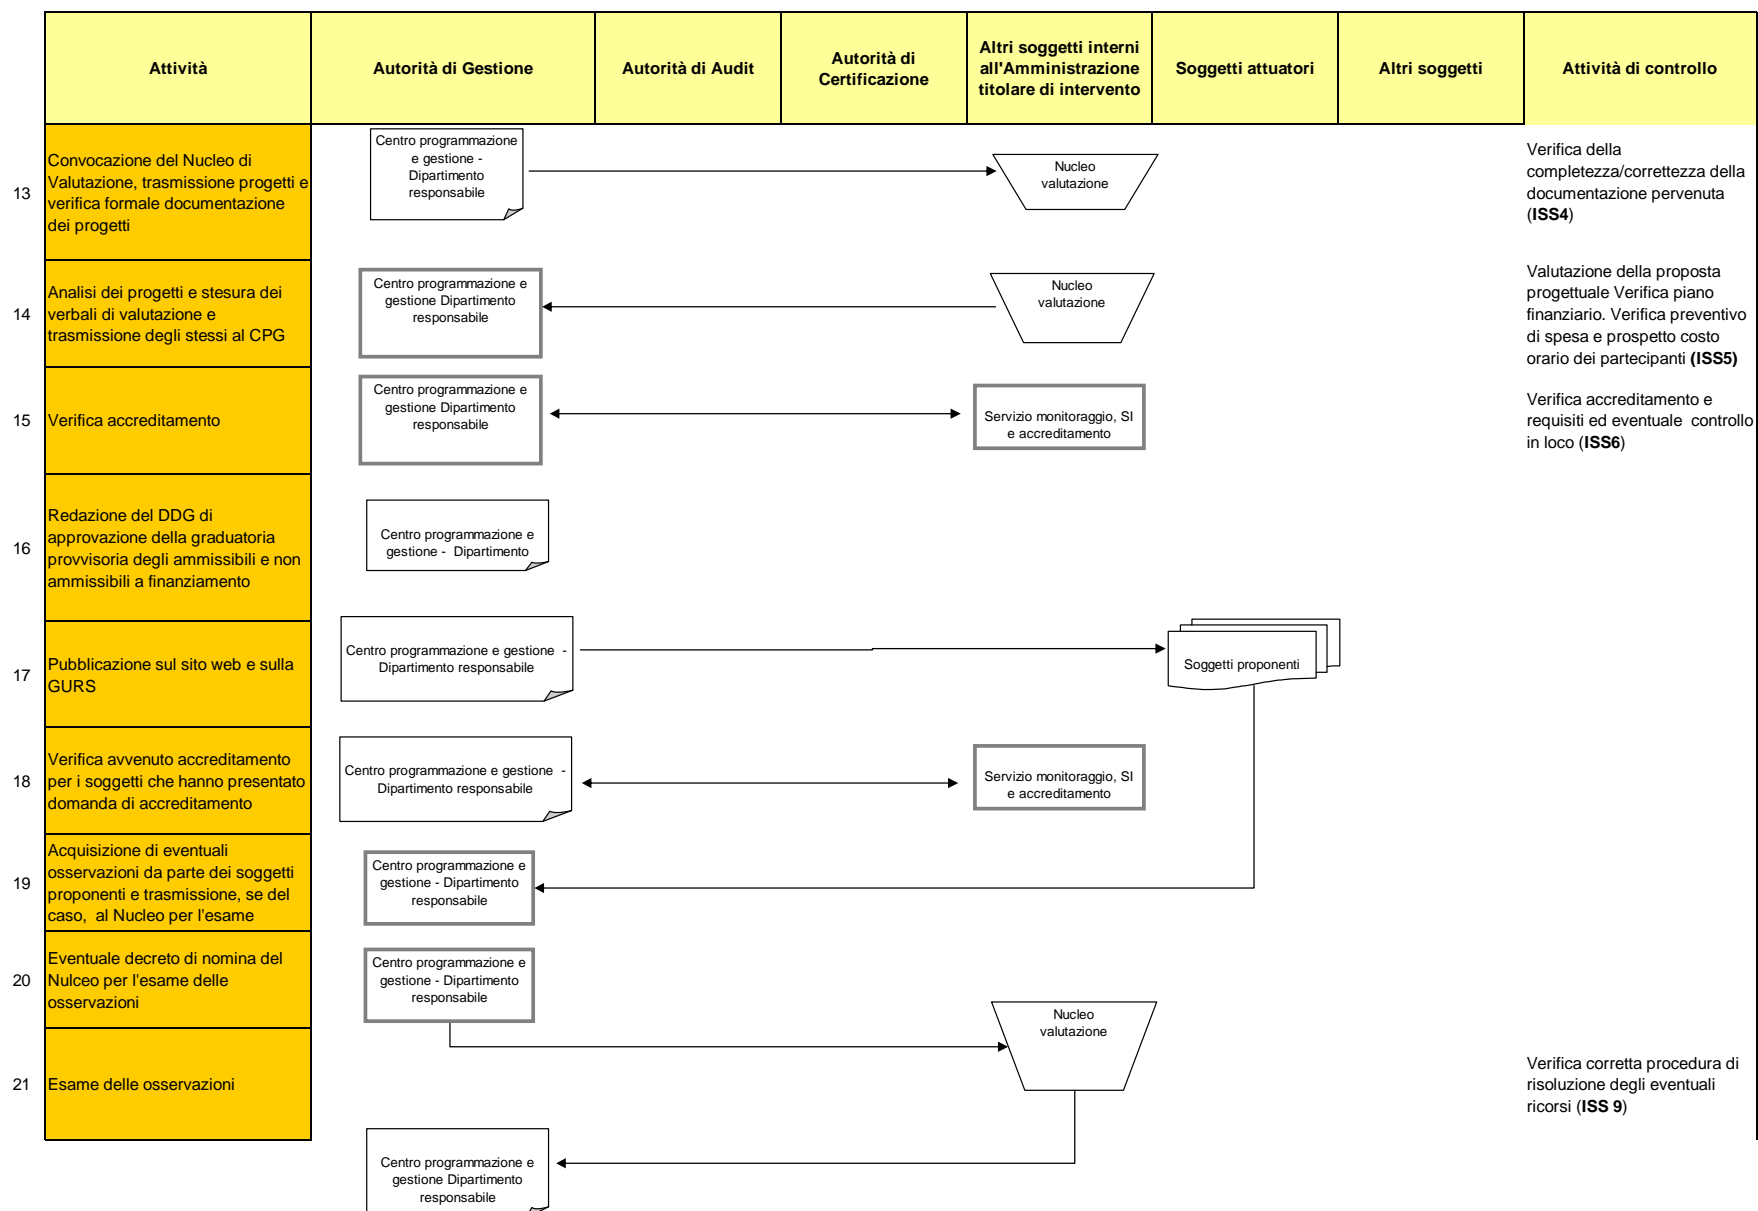 Attività
Autorità di Gestione
Autorità di Audit
Autorità di
Certificazione
Altri soggetti interni
all'Amministrazione
titolare di intervento
Soggetti attuatori
Altri soggetti
Attività di controllo
13
Convocazione del Nucleo di
Valutazione, trasmissione progetti e
verifica formale documentazione
dei progetti
Centro programmazione
e gestione -
Dipartimento
responsabile
Nucleo
valutazione
Verifica della
completezza/correttezza della
documentazione pervenuta
(ISS4)
14
Analisi dei progetti e stesura dei
verbali di valutazione e
trasmissione degli stessi al CPG
Centro programmazione e
gestione Dipartimento
responsabile
Nucleo
valutazione
Valutazione della proposta
progettuale Verifica piano
finanziario. Verifica preventivo
di spesa e prospetto costo
orario dei partecipanti (ISS5)
15
Verifica accreditamento
Centro programmazione e
gestione Dipartimento
responsabile
Servizio monitoraggio, SI
e accreditamento
Verifica accreditamento e
requisiti ed eventuale  controllo
in loco (ISS6)
16
Redazione del DDG di
approvazione della graduatoria
provvisoria degli ammissibili e non
ammissibili a finanziamento
Centro programmazione e
gestione -  Dipartimento
17
Pubblicazione sul sito web e sulla
GURS
Centro programmazione e gestione  -
Dipartimento responsabile
Soggetti proponenti
18
Verifica avvenuto accreditamento
per i soggetti che hanno presentato
domanda di accreditamento
Centro programmazione e gestione  -
Dipartimento responsabile
Servizio monitoraggio, SI
e accreditamento
19
Acquisizione di eventuali
osservazioni da parte dei soggetti
proponenti e trasmissione, se del
caso,  al Nucleo per l'esame
Centro programmazione e
gestione - Dipartimento
responsabile
20
Eventuale decreto di nomina del
Nulceo per l'esame delle
osservazioni
Centro programmazione e
gestione - Dipartimento
responsabile
Nucleo
valutazione
21
Esame delle osservazioni
Verifica corretta procedura di
risoluzione degli eventuali
ricorsi (ISS 9)
Centro programmazione e
gestione Dipartimento
responsabile